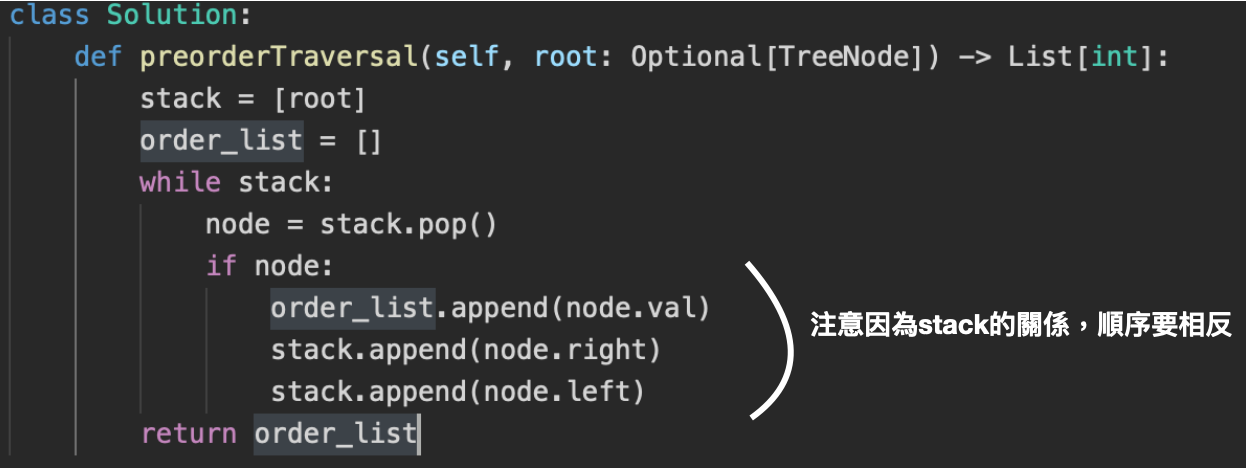 class Solution:
    def preorderTraversal(self, root: Optional[TreeNode]) -> List[int]:
        stack = [root]
        order_list = []
        while stack:
            node = stack.pop()
            if node:
                order_list.append(node.val)
                stack.append(node.right)
                stack.append(node.left)
        return order_list
注意因為stack的關係，順序要相反